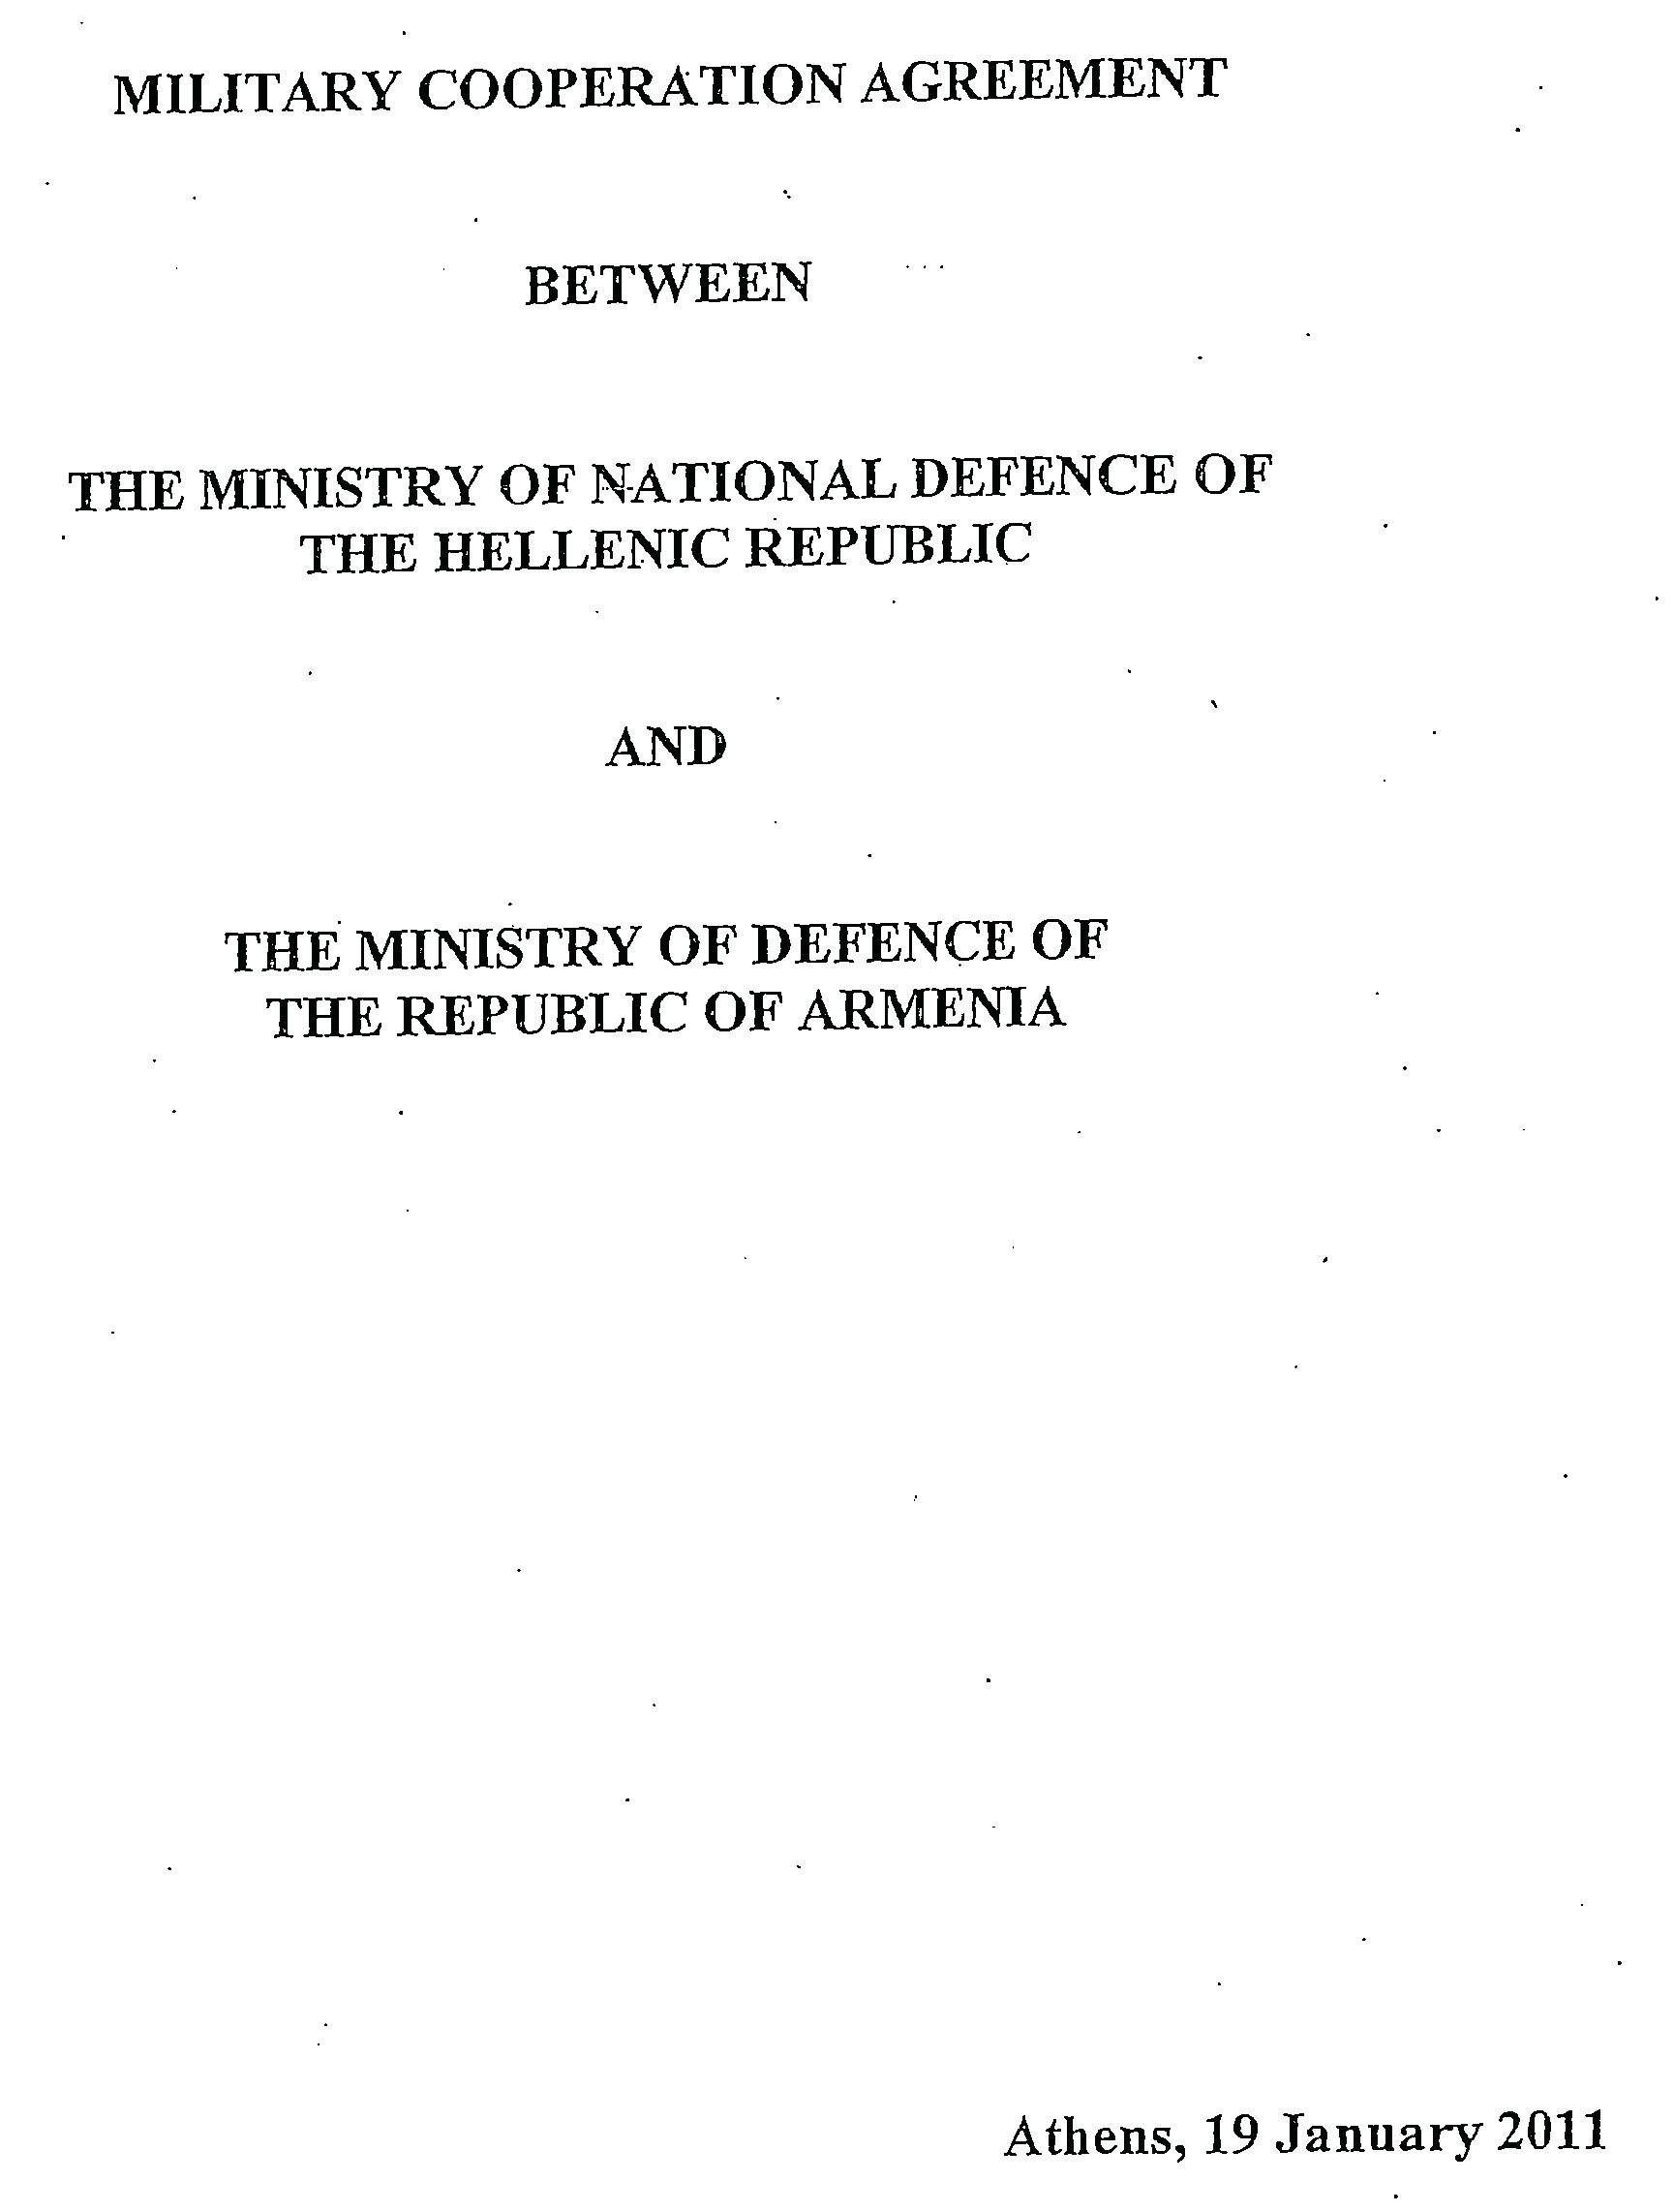 MILITARY COOPERATION AGREEMENT
BETWEEN
THE MINISTRY OF NATIONAL DEFENCE OF
THE HELLENIC REPUBLIC
AND
THE MINISTRY OF DEFENCE OF
THE REPUBLIC OF ARMENIA
Athens, 19 January 2011